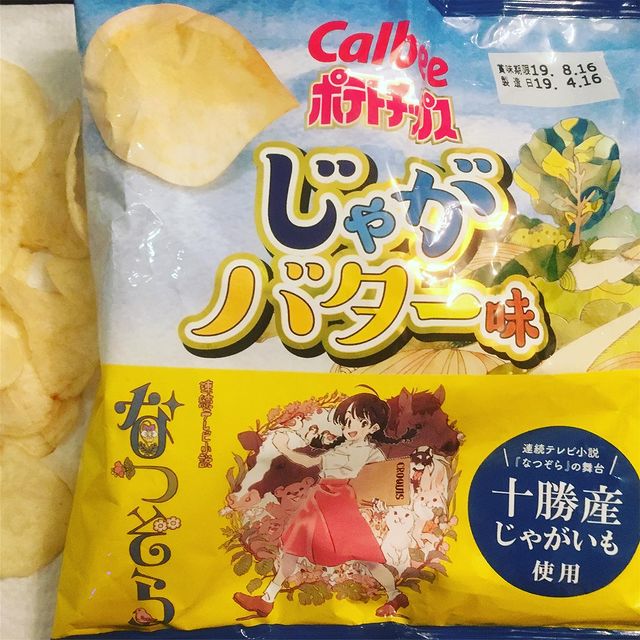 Calbee
ポテトチップス
賞味期限19. 8.16
製造日19. 4.16
じゃが
バター味
連続テレビ小説
なつぞら
CROQUIS
連続テレビ小説
『なつぞら』の舞台
十勝産
じゃがいも
使用